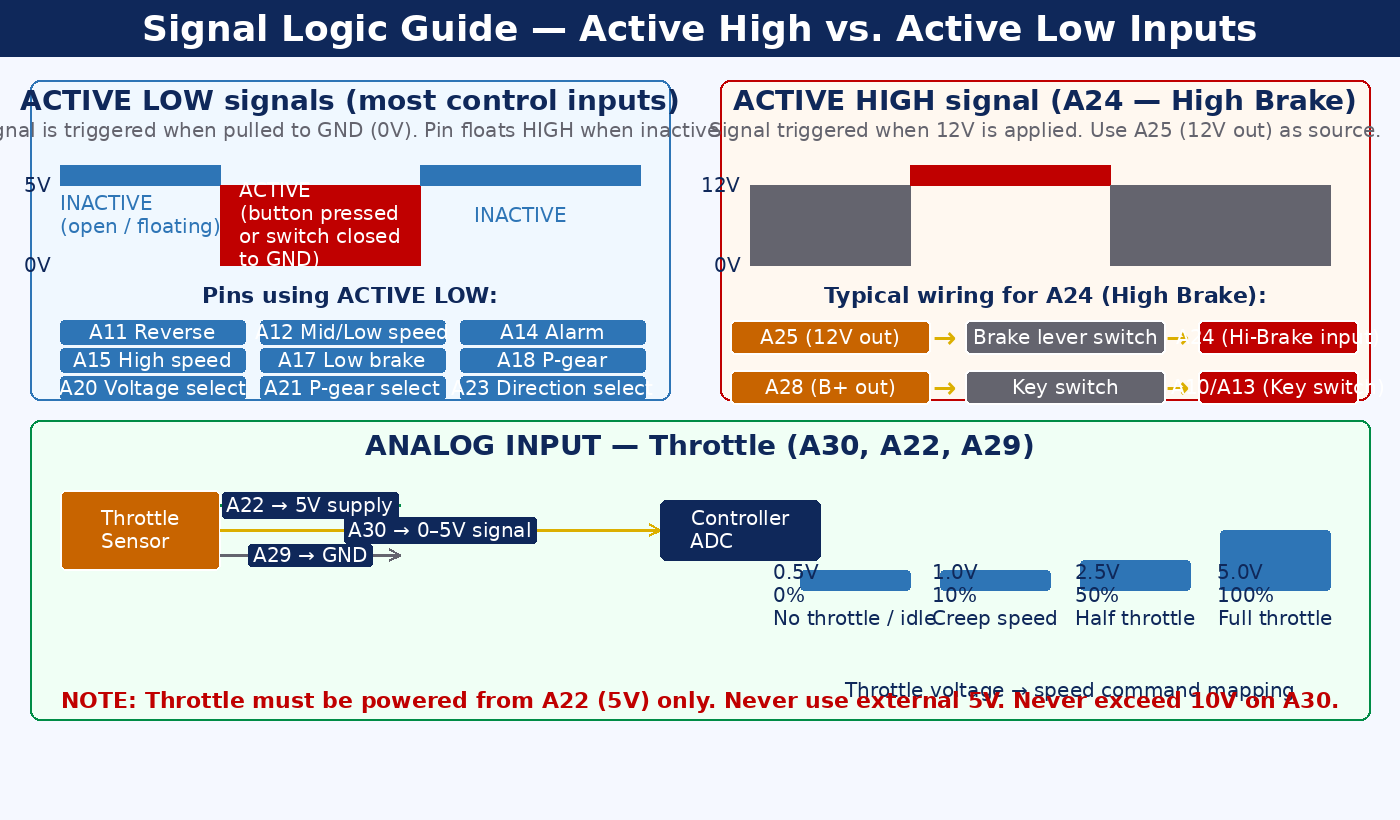 Signal Logic Guide — Active High vs. Active Low Inputs
ACTIVE LOW signals (most control inputs)
gnal is triggered when pulled to GND (0V). Pin floats HIGH when inactive
5V
INACTIVE
(open / floating)
ACTIVE
(button pressed
or switch closed
to GND)
INACTIVE
0V
Pins using ACTIVE LOW:
A11 Reverse
A12 Mid/Low speed
A14 Alarm
A15 High speed
A17 Low brake
A18 P-gear
A20 Voltage select
A21 P-gear select
A23 Direction select
ACTIVE HIGH signal (A24 — High Brake)
Signal triggered when 12V is applied. Use A25 (12V out) as source.
12V
0V
Typical wiring for A24 (High Brake):
A25 (12V out) → Brake lever switch → 24 (Hi-Brake input)
A28 (B+ out) → Key switch → 0/A13 (Key switch)
ANALOG INPUT — Throttle (A30, A22, A29)
Throttle
Sensor
A22 → 5V supply
A30 → 0–5V signal
A29 → GND
Controller
ADC
0.5V
0%
No throttle / idle
1.0V
10%
Creep speed
2.5V
50%
Half throttle
5.0V
100%
Full throttle
Throttle voltage → speed command mapping
NOTE: Throttle must be powered from A22 (5V) only. Never use external 5V. Never exceed 10V on A30.